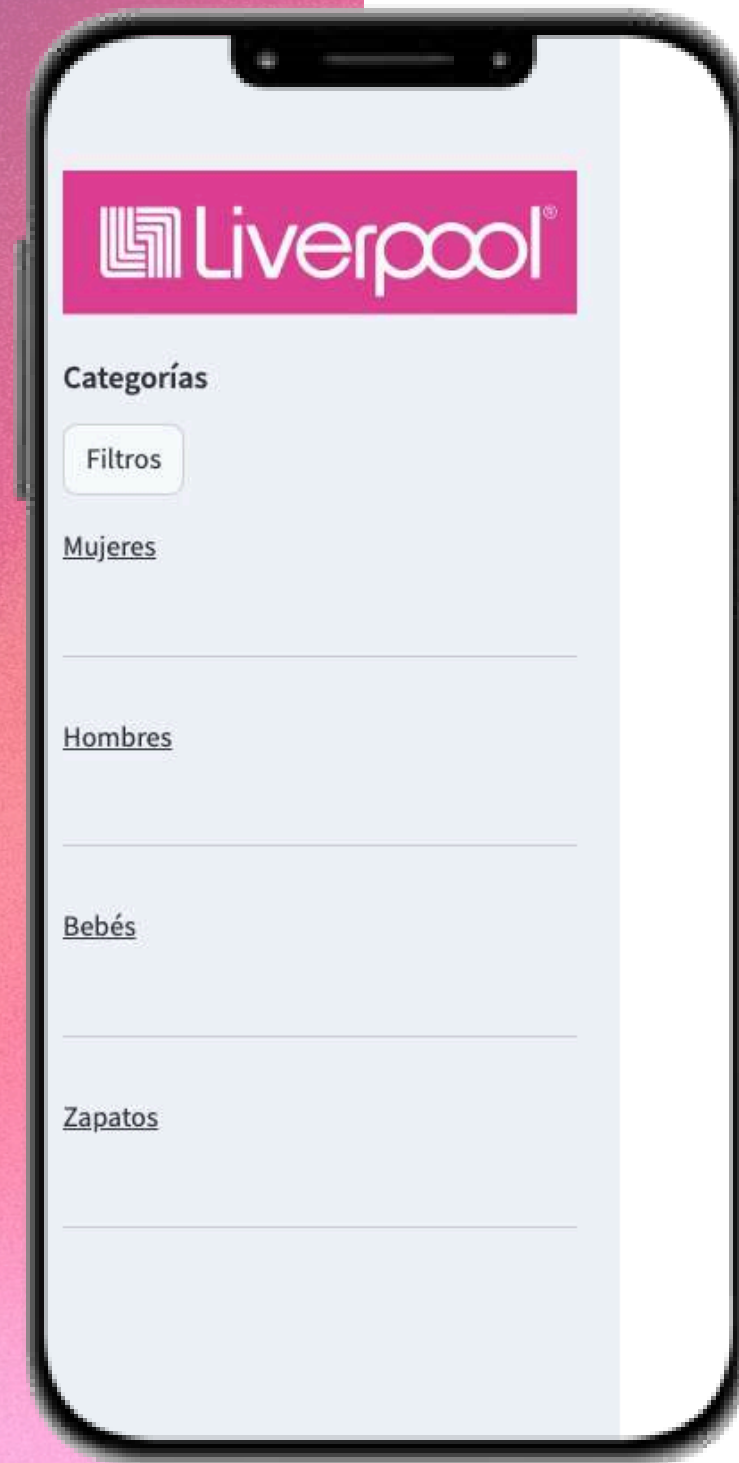 Liverpool®
Categorías
Filtros
Mujeres
Hombres
Bebés
Zapatos